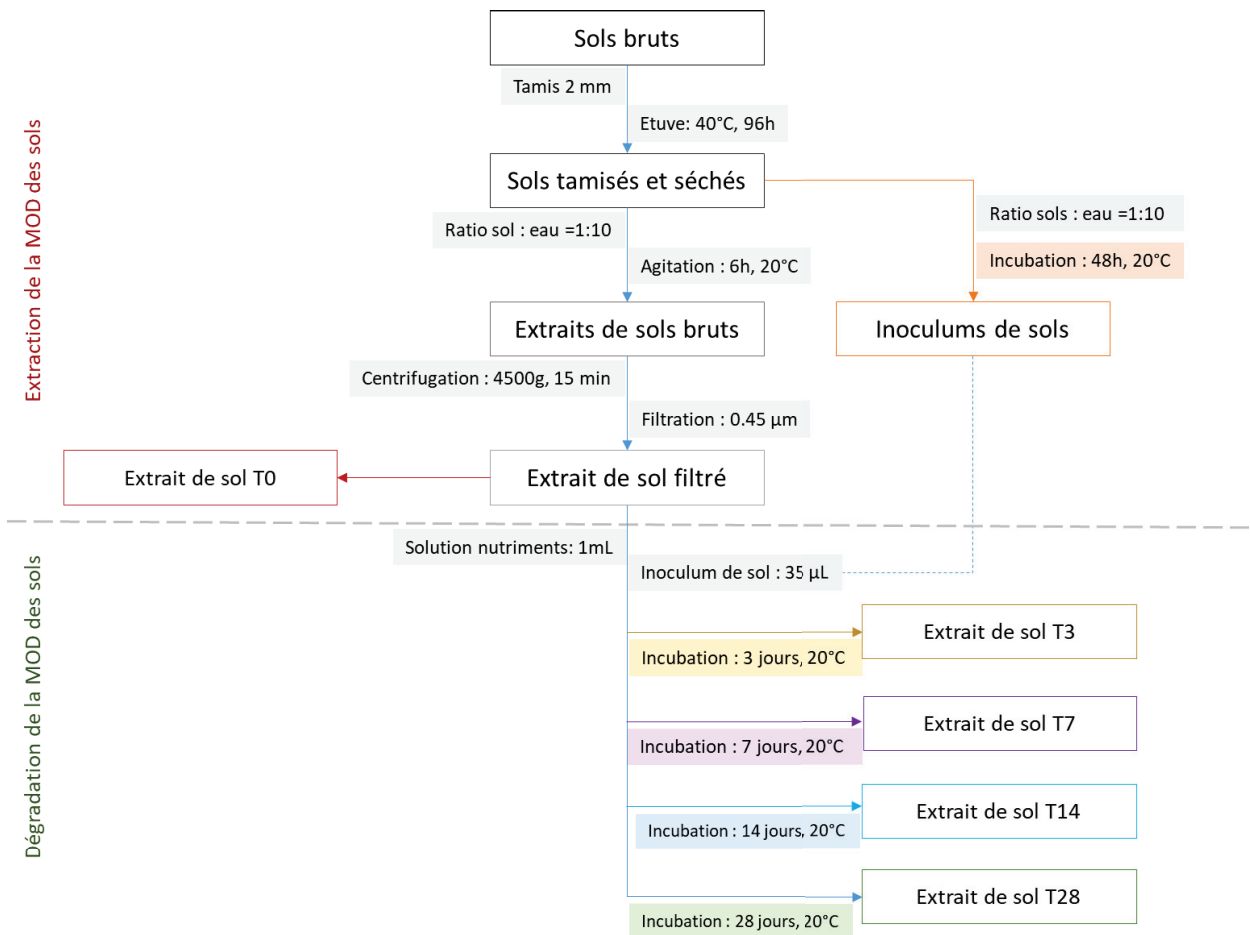 Sols bruts
Tamis 2 mm
Etuve: 40°C, 96h
Extraction de la MOD des sols
Sols tamisés et séchés
Ratio sol : eau =1:10
Agitation : 6h, 20°C
Ratio sols : eau =1:10
Incubation : 48h, 20°C
Extraits de sols bruts
Inoculums de sols
Centrifugation : 4500g, 15 min
Filtration : 0.45 µm
Extrait de sol T0
Extrait de sol filtré
Dégradation de la MOD des sols
Solution nutriments: 1mL
Inoculum de sol : 35 µL
Extrait de sol T3
Incubation : 3 jours, 20°C
Extrait de sol T7
Incubation : 7 jours, 20°C
Extrait de sol T14
Incubation : 14 jours, 20°C
Extrait de sol T28
Incubation : 28 jours, 20°C